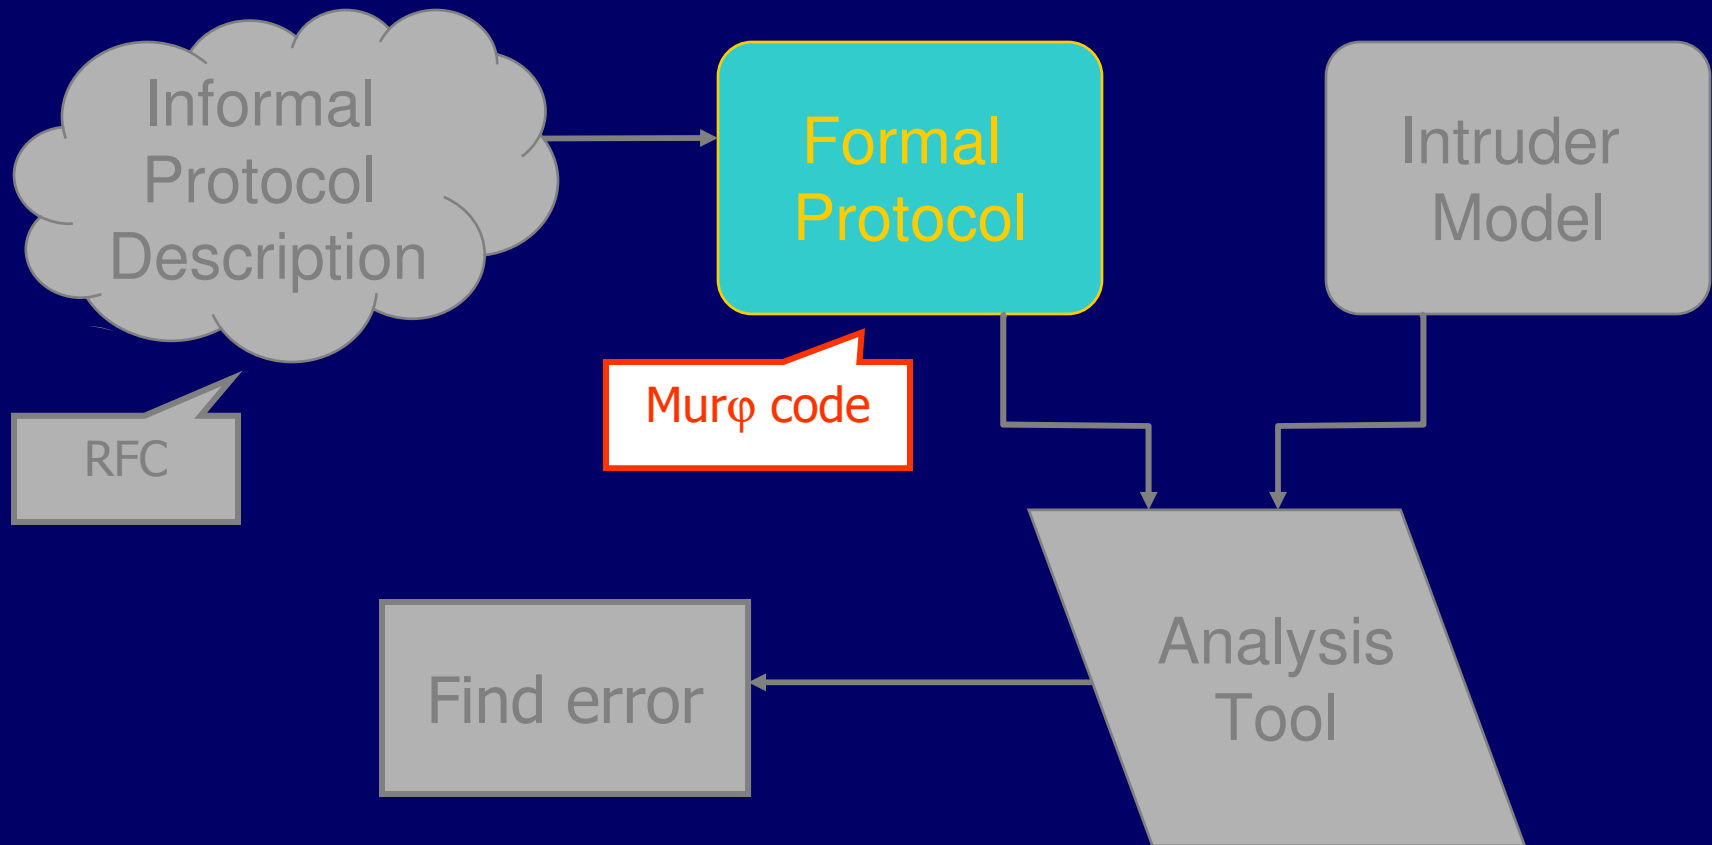 Informal
Protocol
Description
Formal
Protocol
Intruder
Model
Murφ code
RFC
Find error
Analysis
Tool